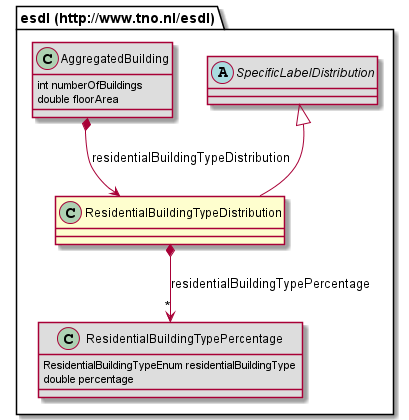 esdl (http://www.tno.nl/esdl)
C AggregatedBuilding
int numberOfBuildings
double floorArea
A SpecificLabelDistribution
residentialBuildingTypeDistribution
C ResidentialBuildingTypeDistribution
residentialBuildingTypePercentage
*
C ResidentialBuildingTypePercentage
ResidentialBuildingTypeEnum residentialBuildingType
double percentage